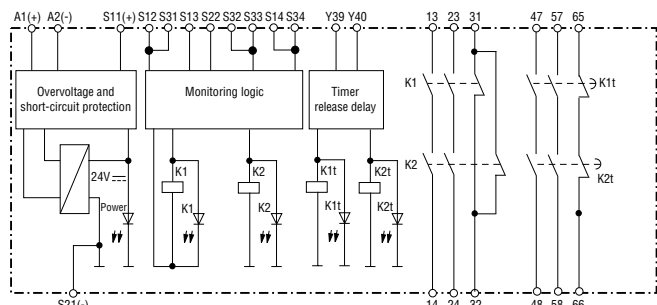 A1(+) A2(-) S11(+) S12 S31 S13 S22 S32 S33 S14 S34 Y39 Y40 13 23 31 47 57 65
Overvoltage and
short-circuit protection
Monitoring logic
Timer
release delay
K1 K1t
24V
K1 K2 K1t K2t
K2
K2t
Power K1 K2 K1t K2t
S21(-) 14 24 32 48 58 66